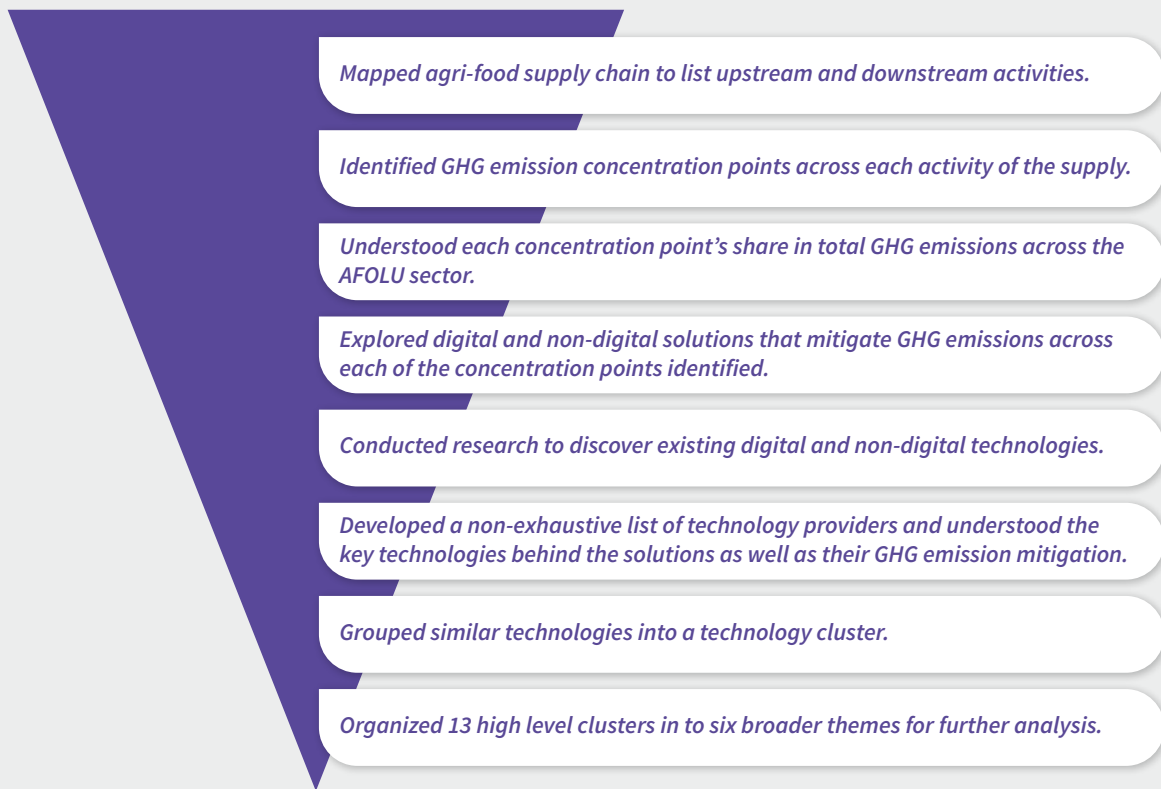 Mapped agri-food supply chain to list upstream and downstream activities.
Identified GHG emission concentration points across each activity of the supply.
Understood each concentration point’s share in total GHG emissions across the
AFOLU sector.
Explored digital and non-digital solutions that mitigate GHG emissions across
each of the concentration points identified.
Conducted research to discover existing digital and non-digital technologies.
Developed a non-exhaustive list of technology providers and understood the
key technologies behind the solutions as well as their GHG emission mitigation.
Grouped similar technologies into a technology cluster.
Organized 13 high level clusters in to six broader themes for further analysis.